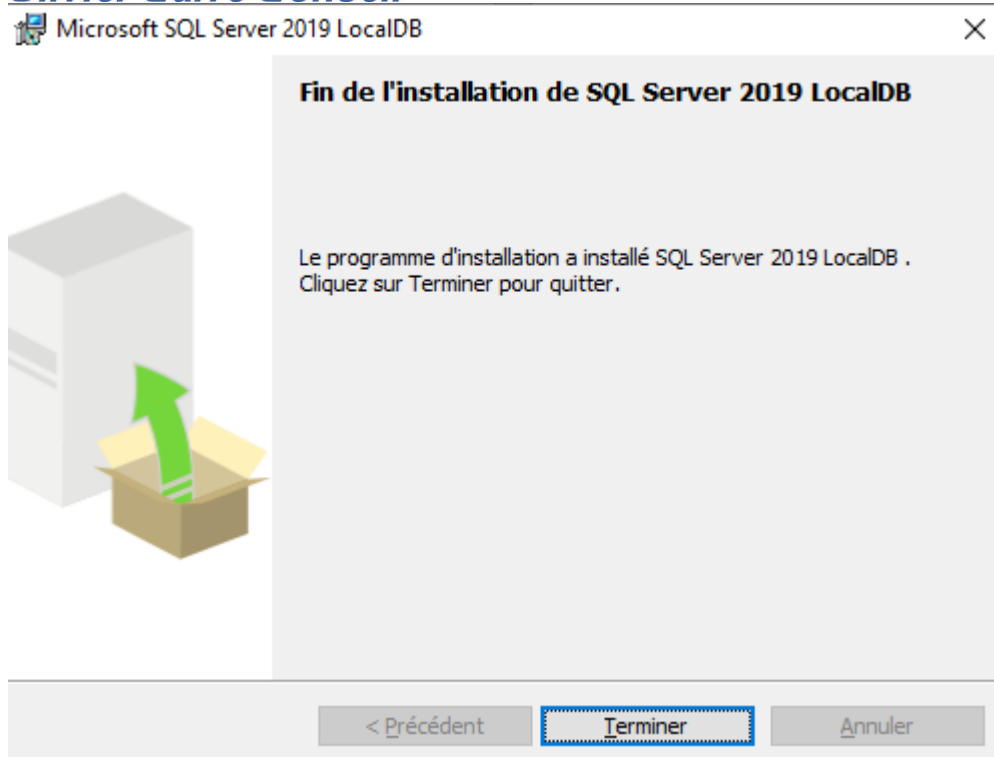 Microsoft SQL Server 2019 LocalDB
Fin de l'installation de SQL Server 2019 LocalDB
Le programme d'installation a installé SQL Server 2019 LocalDB .
Cliquez sur Terminer pour quitter.
< Précédent
Terminer
Annuler